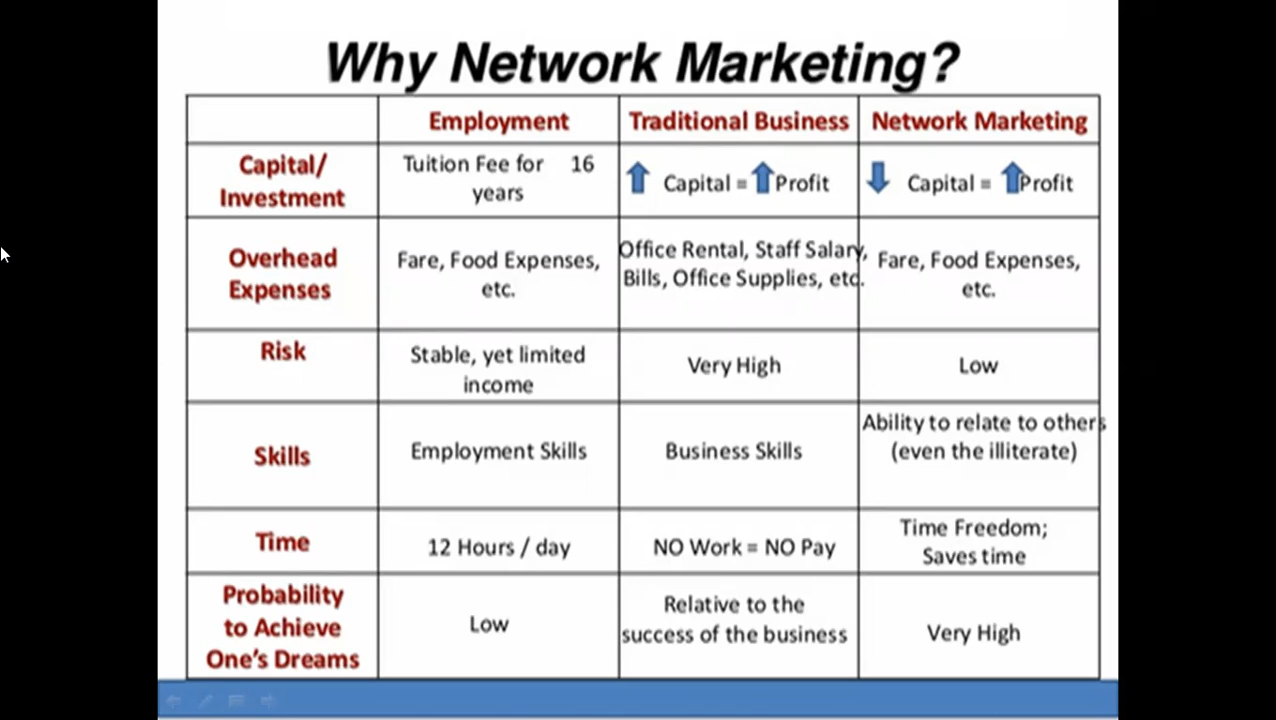 Why Network Marketing?
Employment
Traditional Business
Network Marketing
Capital/
Investment
Tuition Fee for 16
years
Capital = Profit
Capital = Profit
Overhead
Expenses
Fare, Food Expenses,
etc.
Office Rental, Staff Salary,
Bills, Office Supplies, etc.
Fare, Food Expenses,
etc.
Risk
Stable, yet limited
income
Very High
Low
Skills
Employment Skills
Business Skills
Ability to relate to others
(even the illiterate)
Time
12 Hours / day
NO Work = NO Pay
Time Freedom;
Saves time
Probability
to Achieve
One's Dreams
Low
Relative to the
success of the business
Very High